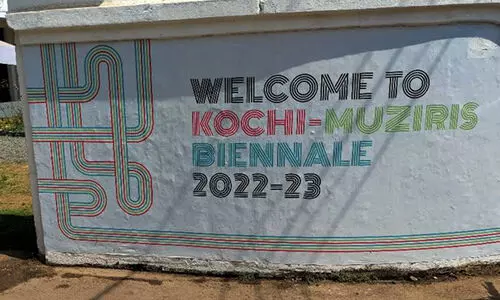 WELCOME TO
KOCHI-MUZIRIS
BIENNALE
2022-23